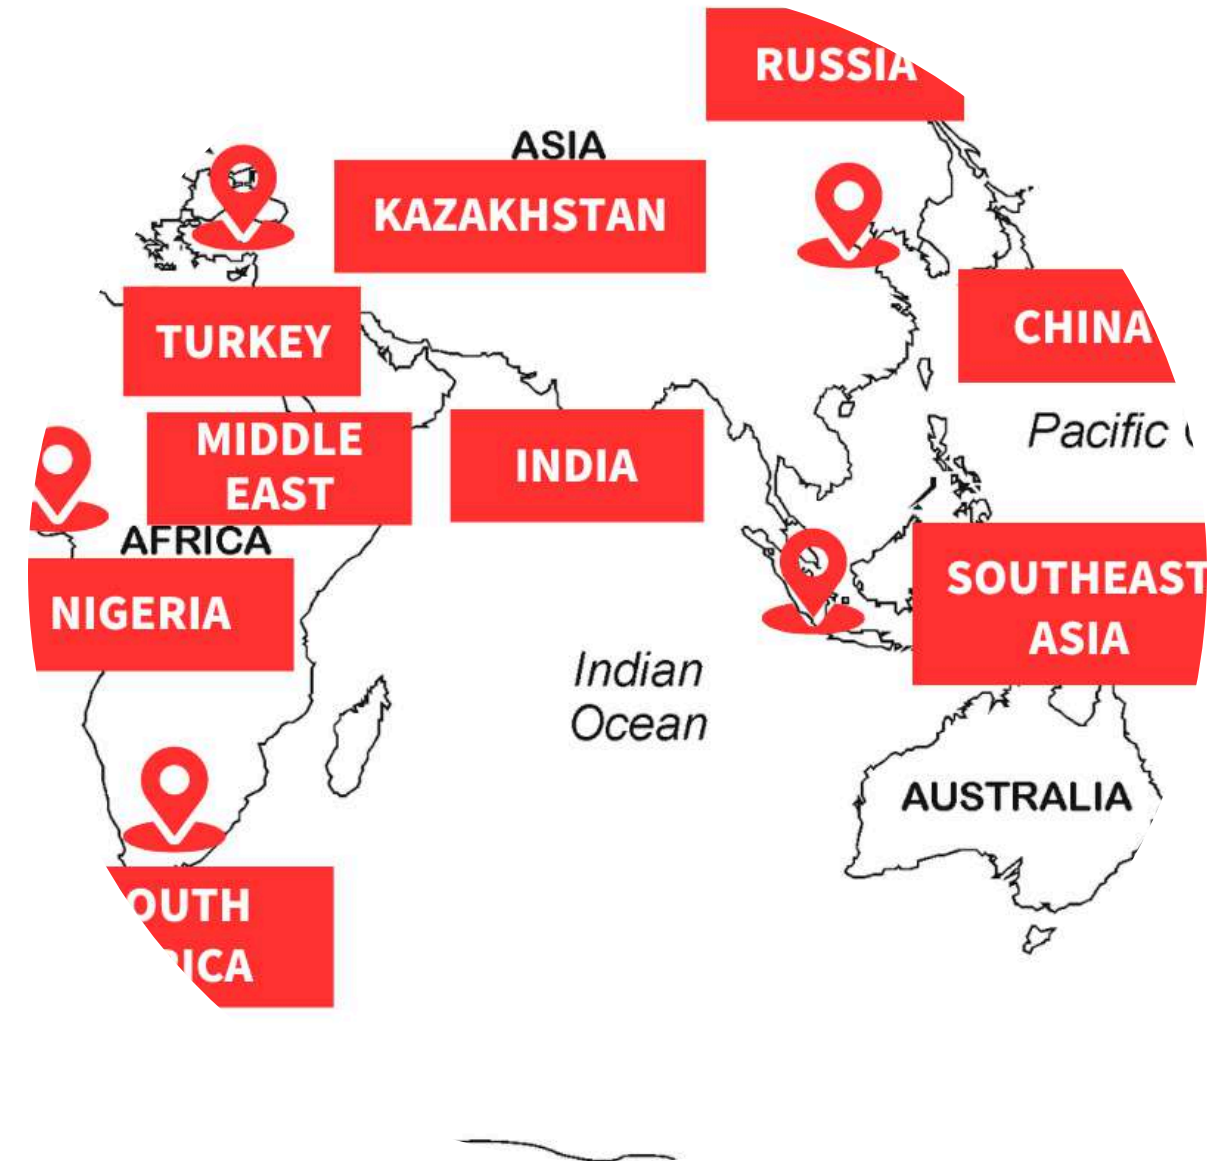 RUSSIA
ASIA
KAZAKHSTAN
TURKEY
CHINA
Pacific
MIDDLE
EAST
INDIA
AFRICA
SOUTHEAST
ASIA
NIGERIA
Indian
Ocean
AUSTRALIA
OUTH
ICA